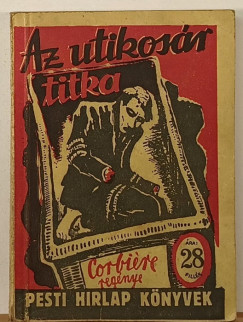 Az utikosár
titka
Corbière
regénye
ÁRA:
28
FILLÉR
PESTI HIRLAP KÖNYVEK